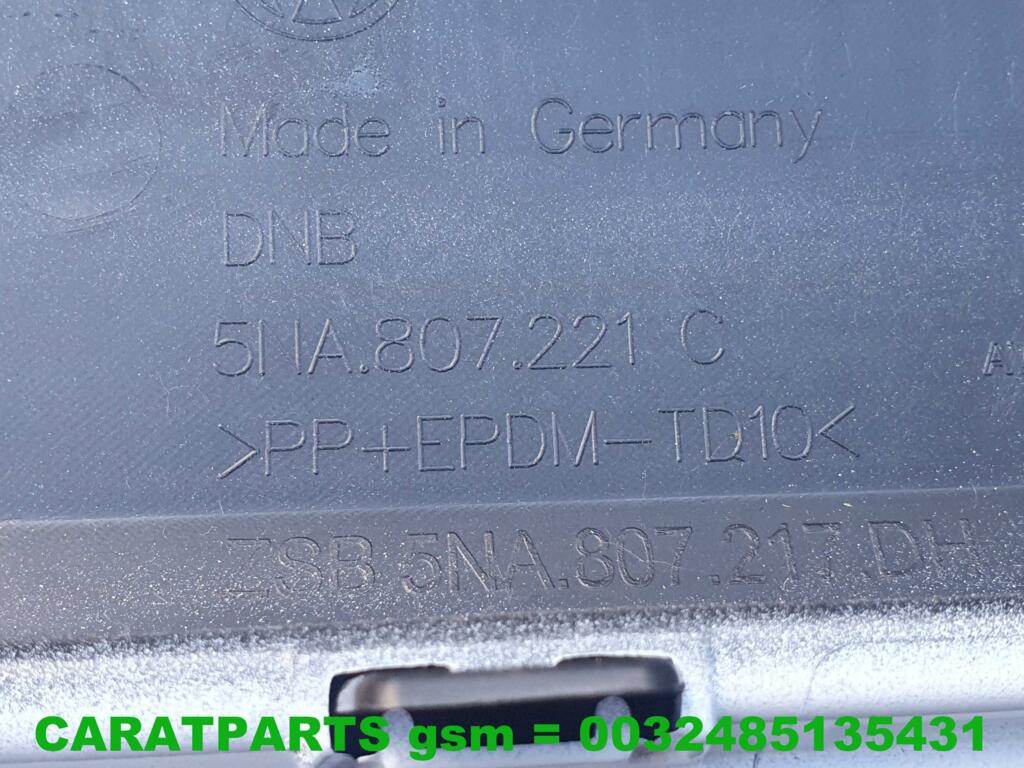 Made in Germany
DNB
5NA.807.221 C
>PP+EPDM-TD10<
ZSB 5NA.807.217.DH
CARATPARTS gsm = 0032485135431